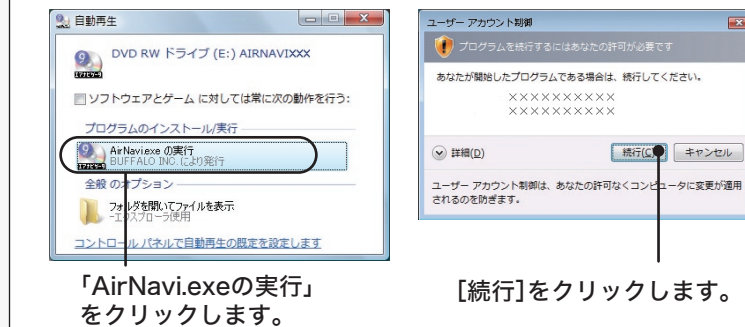 自動再生
DVD RW ドライブ (E:) AIRNAVIXXX
ソフトウェアとゲーム に対しては常に次の動作を行う:
プログラムのインストール/実行
AirNavi.exe の実行
BUFFALO INC. により発行
全般 のオプション
フォルダを開いてファイルを表示
-エクスプローラ使用
コントロール パネルで自動再生の既定を設定します
「AirNavi.exeの実行」
をクリックします。
ユーザー アカウント制御
プログラムを続行するにはあなたの許可が必要です
あなたが開始したプログラムである場合は、続行してください。
××××××××××
××××××××××
詳細(D)
続行(C)
キャンセル
ユーザー アカウント制御は、あなたの許可なくコンピュータに変更が適用
されるのを防ぎます。
[続行]をクリックします。